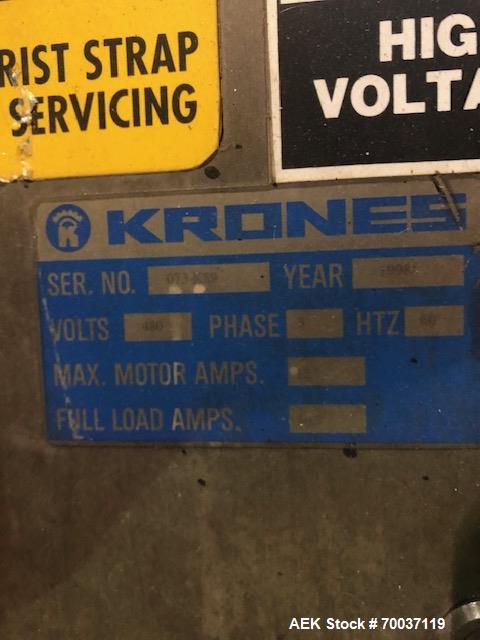 RIST STRAP
SERVICING
HIG
VOLTA
KRONES
SER. NO. YEAR
VOLTS 480 PHASE 3 HTZ 60
MAX. MOTOR AMPS.
FULL LOAD AMPS.
AEK Stock # 70037119